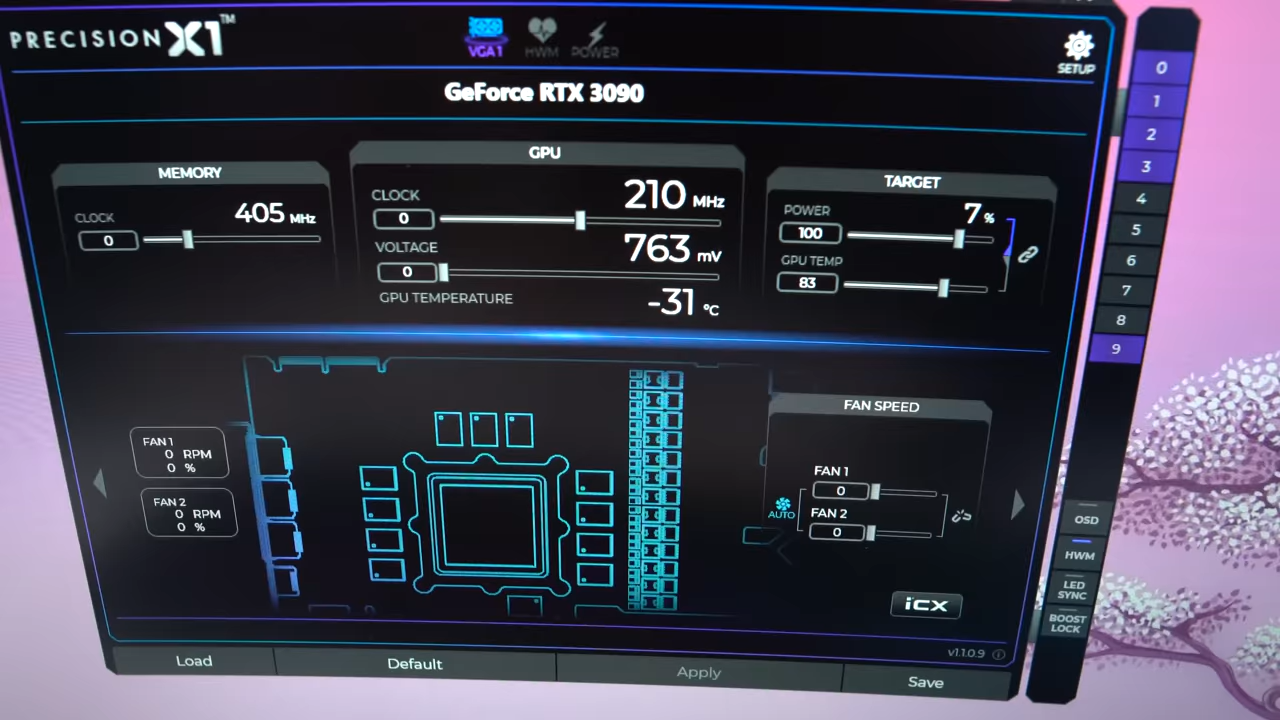 PRECISION X1™
VGA1
HWM
POWER
SETUP
GeForce RTX 3090
MEMORY
CLOCK
0
405 MHz
GPU
CLOCK
0
210 MHz
VOLTAGE
0
763 mV
GPU TEMPERATURE
-31 °C
TARGET
POWER
100
7 %
GPU TEMP
83
FAN 1
0 RPM
0 %
FAN 2
0 RPM
0 %
FAN SPEED
AUTO
FAN 1
0
FAN 2
0
iCX
v1.1.0.9
Load
Default
Apply
Save
0
1
2
3
4
5
6
7
8
9
OSD
HWM
LED
SYNC
BOOST
LOCK